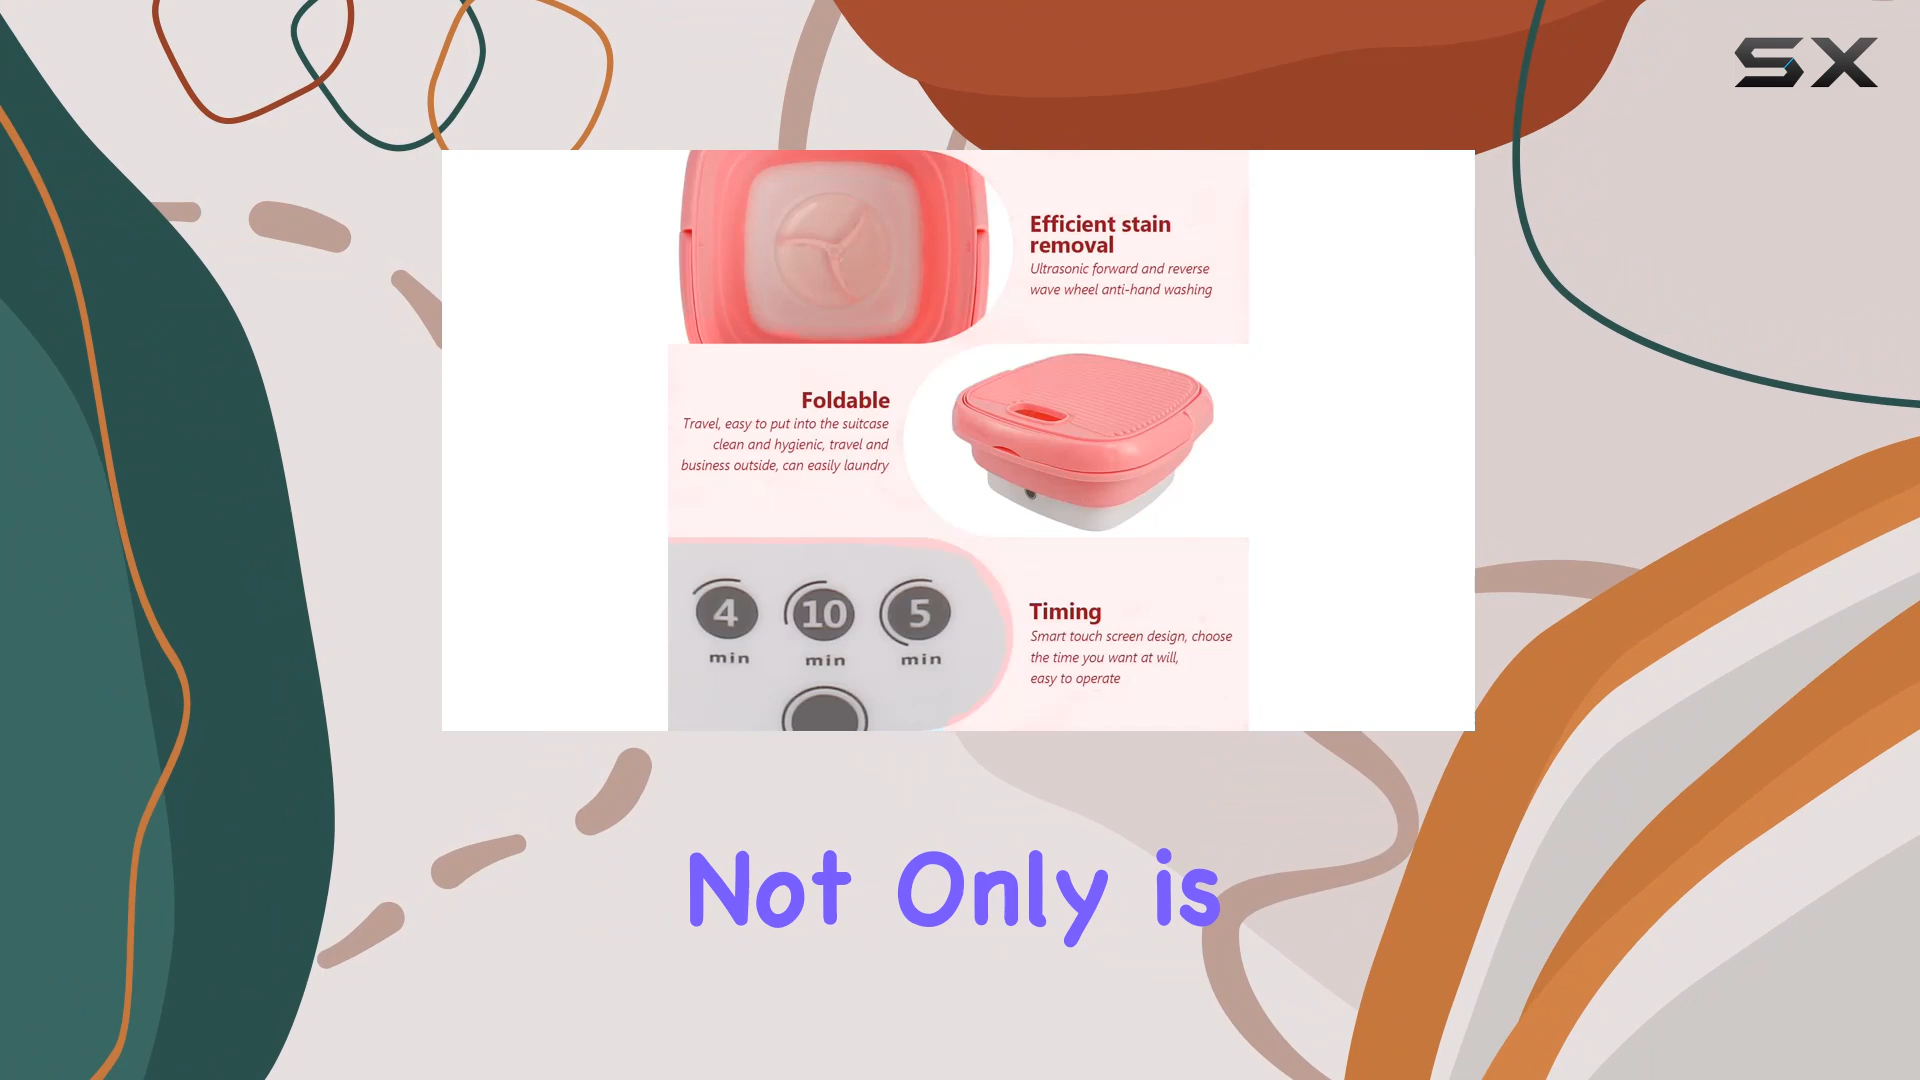 SX
Efficient stain
removal
Ultrasonic forward and reverse
wave wheel anti-hand washing
Foldable
Travel, easy to put into the suitcase
clean and hygienic, travel and
business outside, can easily laundry
4 10 5
min min min
Timing
Smart touch screen design, choose
the time you want at will,
easy to operate
Not Only is